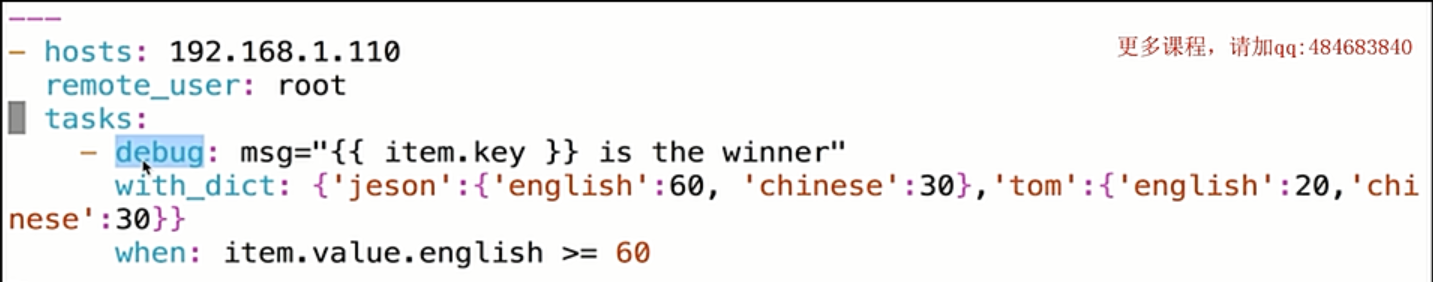 ---
- hosts: 192.168.1.110
更多课程，请加qq:484683840
  remote_user: root
  tasks:
    - debug: msg="{{ item.key }} is the winner"
      with_dict: {'jeson':{'english':60, 'chinese':30},'tom':{'english':20,'chi
nese':30}}
      when: item.value.english >= 60